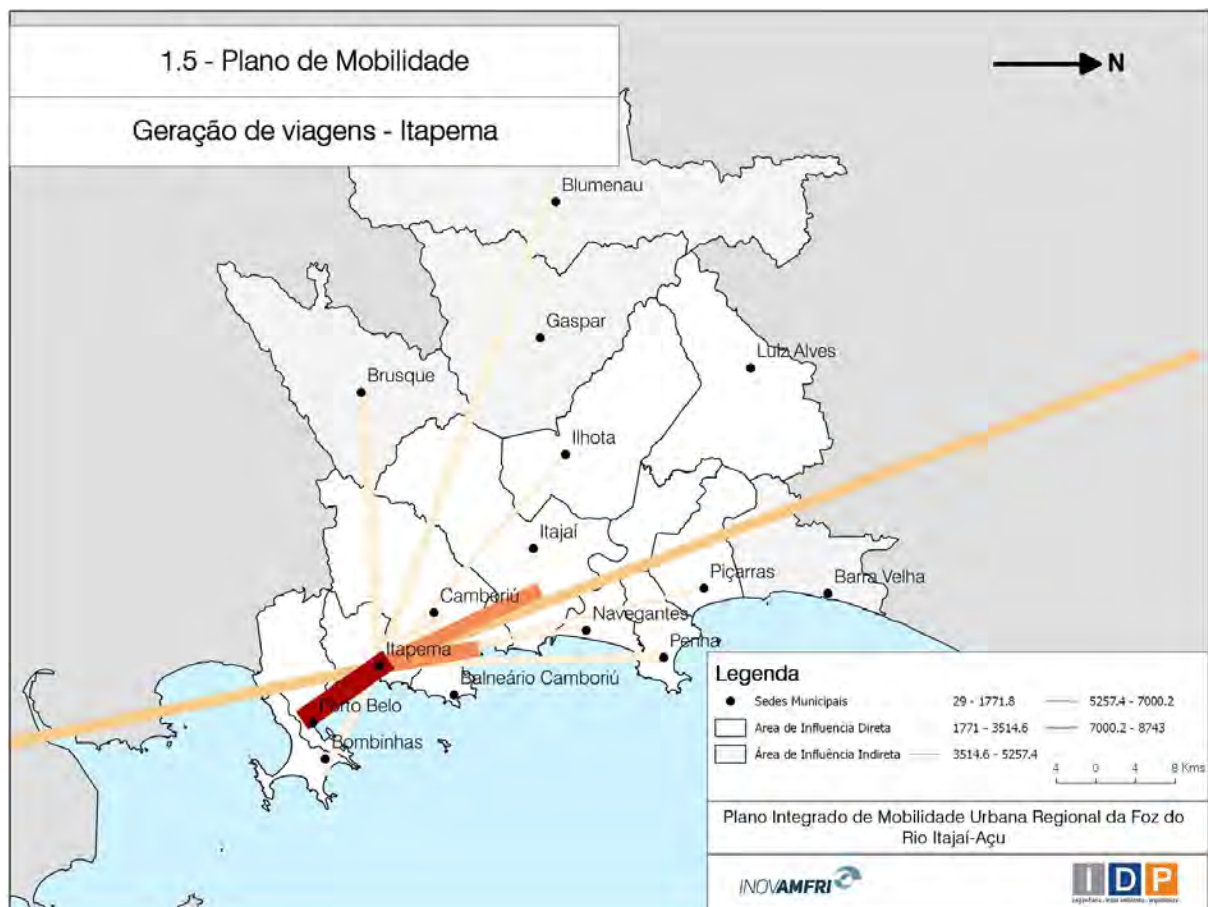 1.5 - Plano de Mobilidade
Geração de viagens - Itapema
N
Blumenau
Gaspar
Luiz Alves
Brusque
Ilhota
Itajaí
Piçarras
Barra Velha
Camboriú
Navegantes
Itapema
Penha
Balneário Camboriú
Porto Belo
Bombinhas
Legenda
Sedes Municipais
29 - 1771.8
5257.4 - 7000.2
Area de Influencia Direta
1771 - 3514.6
7000.2 - 8743
Área de Influência Indireta
3514.6 - 5257.4
4 0 4 8 Kms
Plano Integrado de Mobilidade Urbana Regional da Foz do
Rio Itajaí-Açu
INOVAMFRI
IDP